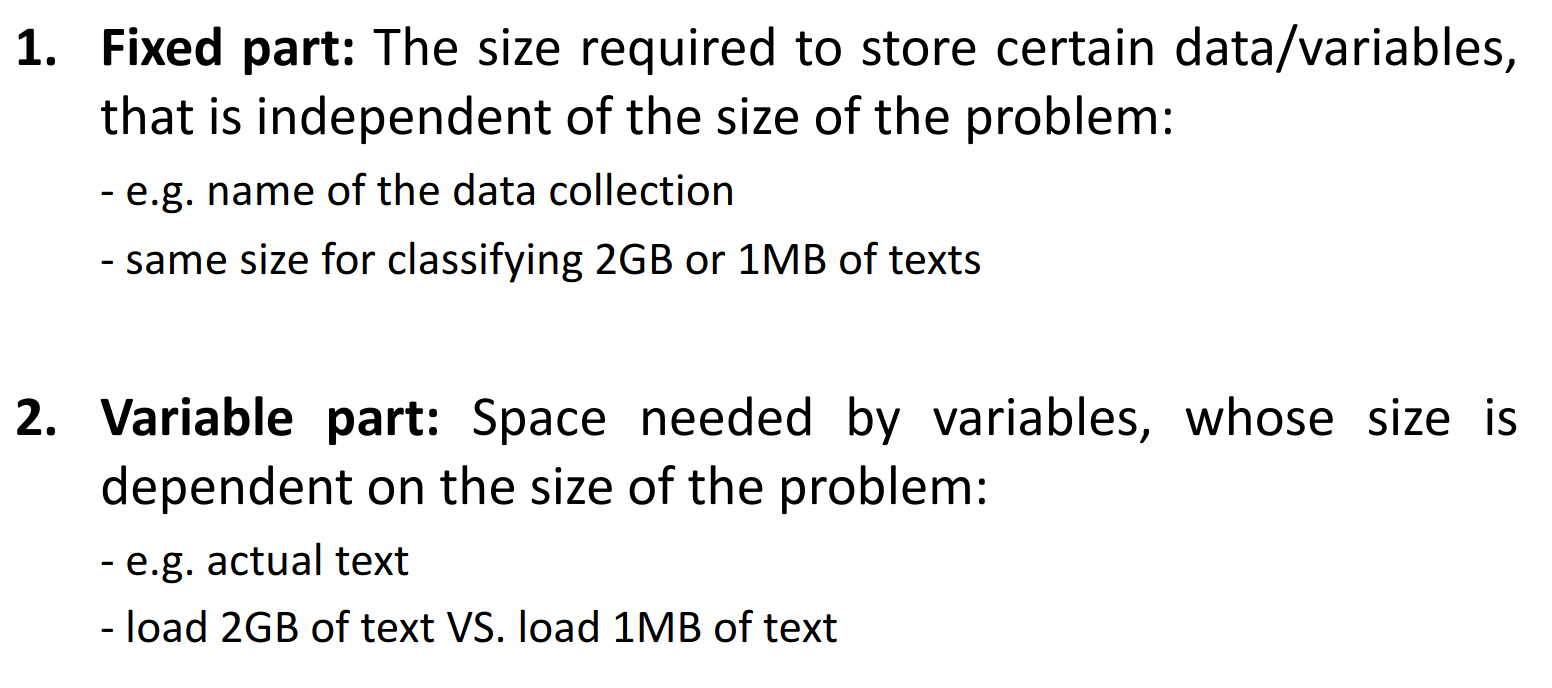 1. Fixed part: The size required to store certain data/variables,
that is independent of the size of the problem:
- e.g. name of the data collection
- same size for classifying 2GB or 1MB of texts
2. Variable part: Space needed by variables, whose size is
dependent on the size of the problem:
- e.g. actual text
- load 2GB of text VS. load 1MB of text